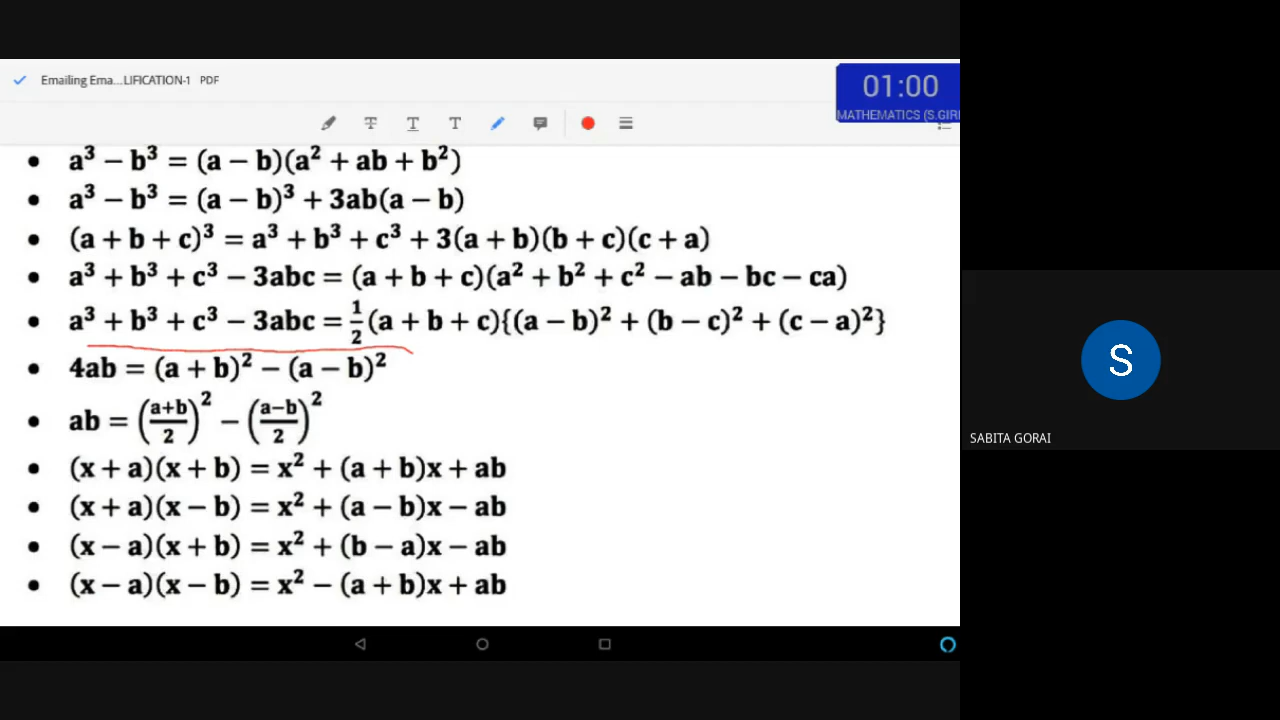 Emailing Ema...LIFICATION-1 PDF
01:00
MATHEMATICS (S.GIRI
• a³ − b³ = (a − b)(a² + ab + b²)
• a³ − b³ = (a − b)³ + 3ab(a − b)
• (a + b + c)³ = a³ + b³ + c³ + 3(a + b)(b + c)(c + a)
• a³ + b³ + c³ − 3abc = (a + b + c)(a² + b² + c² − ab − bc − ca)
• a³ + b³ + c³ − 3abc = 1/2 (a + b + c){(a − b)² + (b − c)² + (c − a)²}
• 4ab = (a + b)² − (a − b)²
• ab = ((a+b)/2)² − ((a−b)/2)²
• (x + a)(x + b) = x² + (a + b)x + ab
• (x + a)(x − b) = x² + (a − b)x − ab
• (x − a)(x + b) = x² + (b − a)x − ab
• (x − a)(x − b) = x² − (a + b)x + ab
S
SABITA GORAI